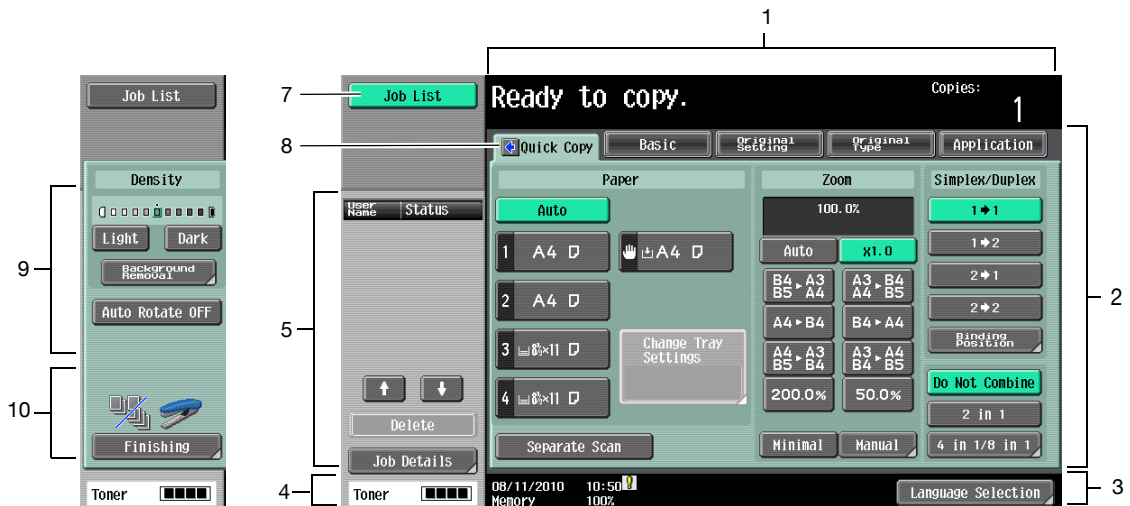 1
Job List
7
Job List
Ready to copy.
Copies:
1
8
Quick Copy
Basic
Original
Setting
Original
Type
Application
Density
Light
Dark
Background
Removal
Auto Rotate OFF
9
10
Finishing
Toner
User
Name
Status
5
Delete
Job Details
4
Toner
Paper
Auto
1 A4
A4
2 A4
3 8½×11
4 8½×11
Change Tray
Settings
Separate Scan
Zoom
100.0%
Auto
x1.0
B4 ▸ A3
B5 A4
A3 ▸ B4
A4 B5
A4 ▸ B4
B4 ▸ A4
A4 ▸ A3
B5 B4
A3 ▸ A4
B4 B5
200.0%
50.0%
Minimal
Manual
Simplex/Duplex
1 ➔ 1
1 ➔ 2
2 ➔ 1
2 ➔ 2
Binding
Position
Do Not Combine
2 in 1
4 in 1/8 in 1
2
08/11/2010 10:50
Memory 100%
Language Selection
3